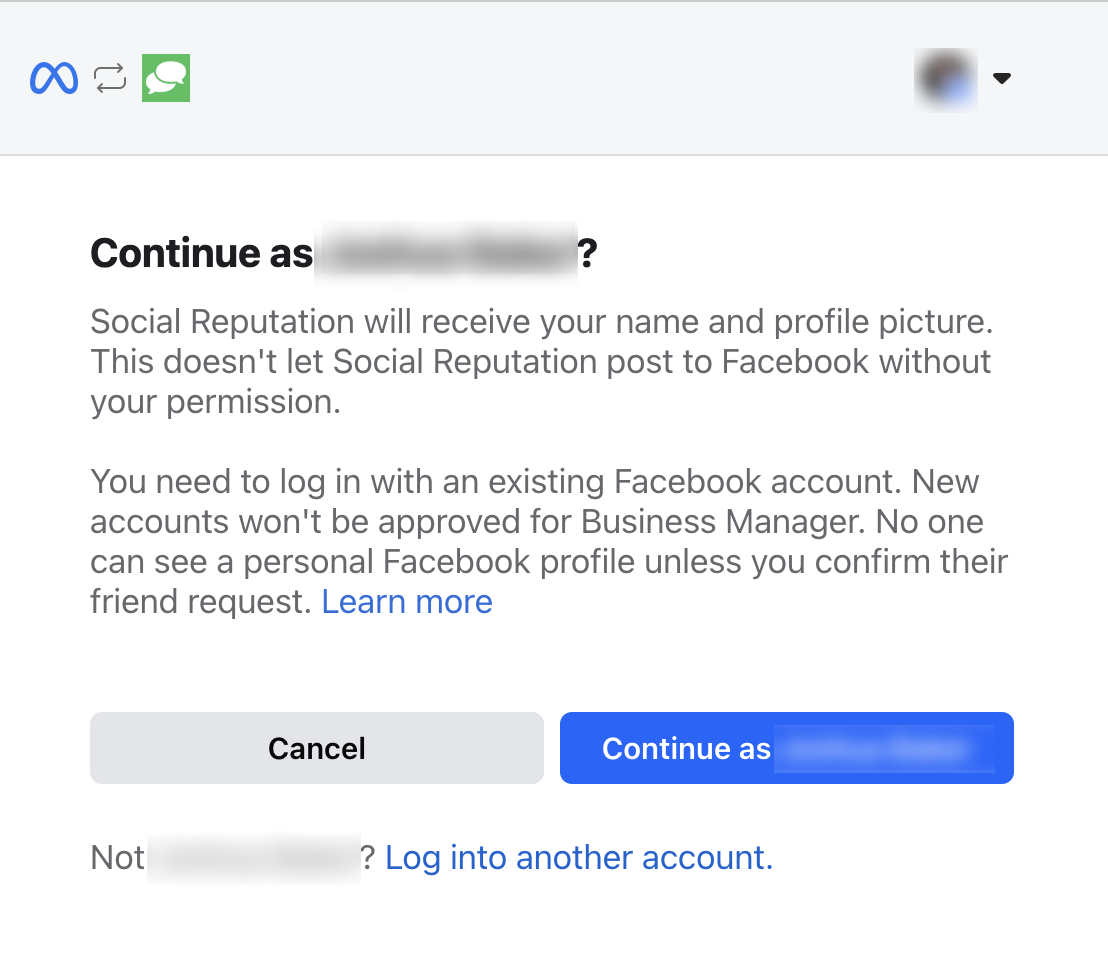 Continue as ?
Social Reputation will receive your name and profile picture.
This doesn't let Social Reputation post to Facebook without
your permission.
You need to log in with an existing Facebook account. New
accounts won't be approved for Business Manager. No one
can see a personal Facebook profile unless you confirm their
friend request. Learn more
Cancel
Continue as
Not ? Log into another account.